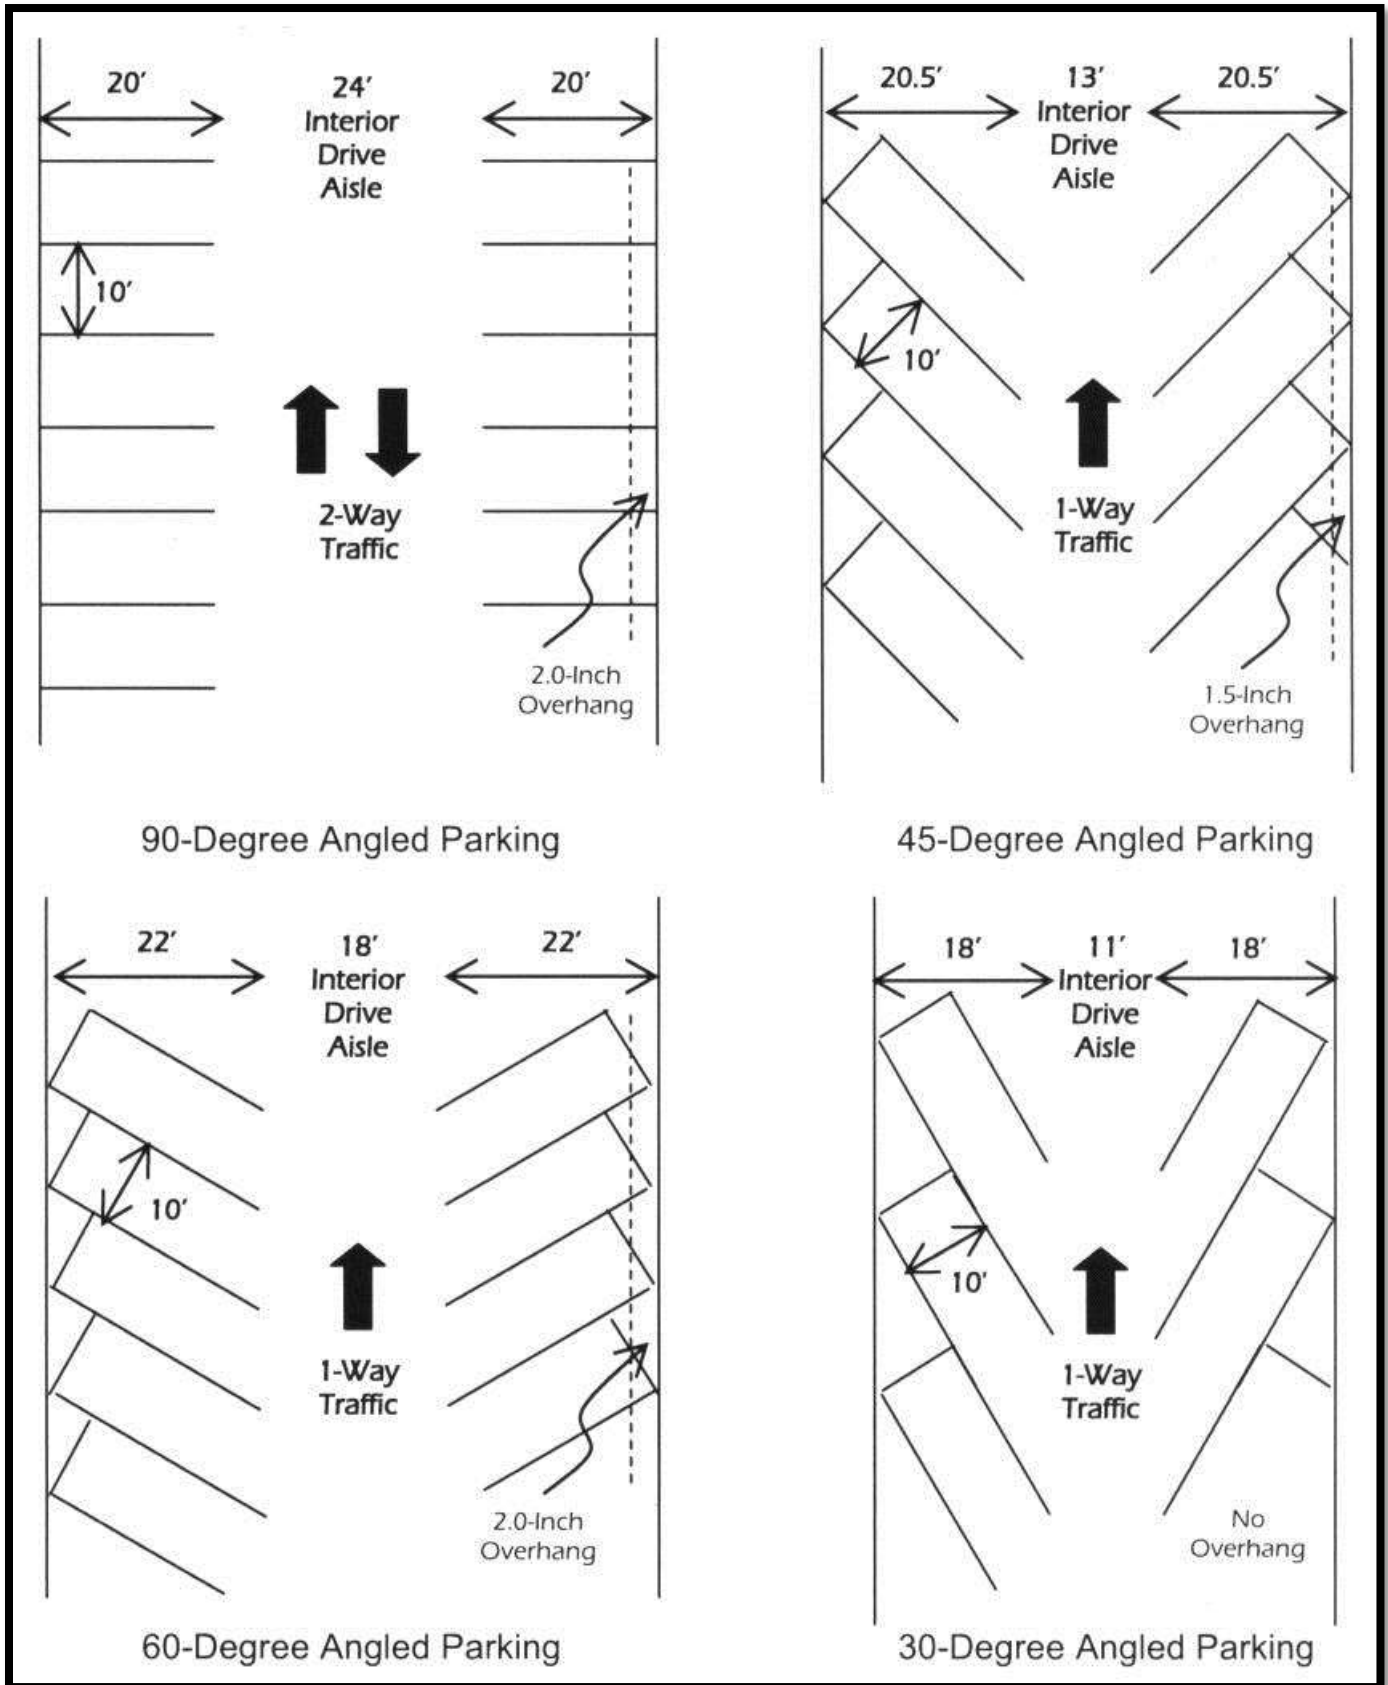 20'
24'
Interior
Drive
Aisle
20'
10'
2-Way
Traffic
2.0-Inch
Overhang
90-Degree Angled Parking
20.5'
13'
Interior
Drive
Aisle
20.5'
10'
1-Way
Traffic
1.5-Inch
Overhang
45-Degree Angled Parking
22'
18'
Interior
Drive
Aisle
22'
10'
1-Way
Traffic
2.0-Inch
Overhang
60-Degree Angled Parking
18'
11'
Interior
Drive
Aisle
18'
10'
1-Way
Traffic
No
Overhang
30-Degree Angled Parking